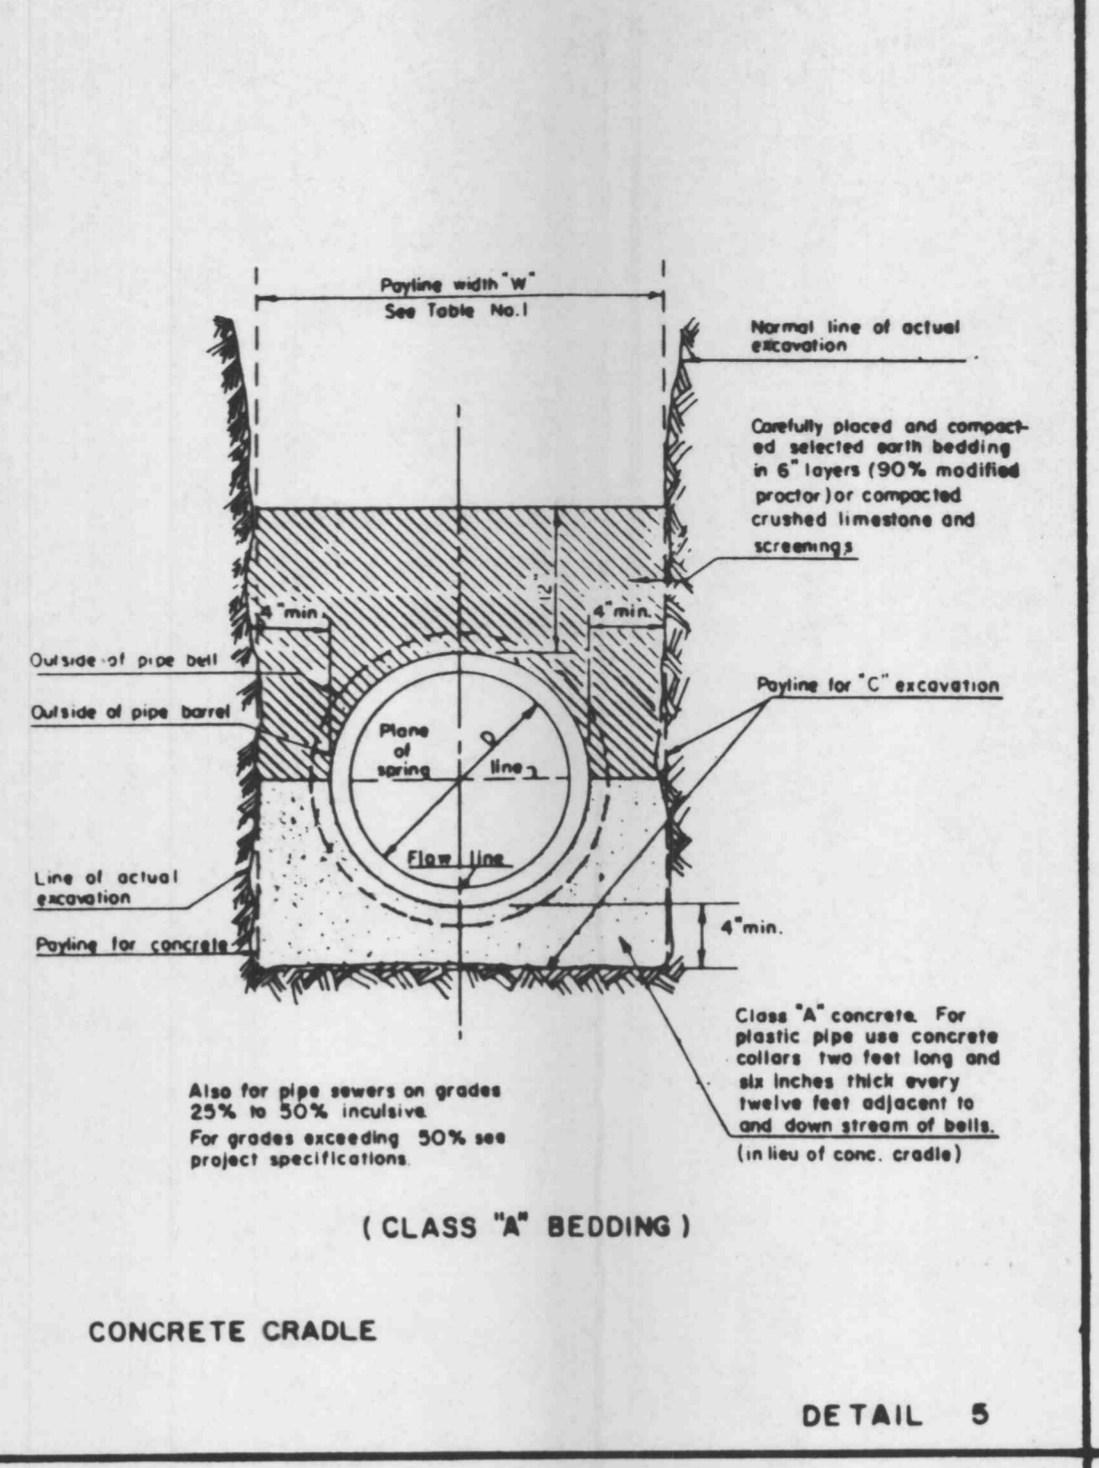 Payline width "W"
See Table No.1
Normal line of actual
excavation
Carefully placed and compact-
ed selected earth bedding
in 6" layers (90% modified
proctor) or compacted
crushed limestone and
screenings
12"
4"min.
4"min.
Outside of pipe bell
Outside of pipe barrel
Payline for "C" excavation
Plane
of
spring
line
D
Flow line
Line of actual
excavation
Payline for concrete
4"min.
Class "A" concrete. For
plastic pipe use concrete
collars two feet long and
six inches thick every
twelve feet adjacent to
and down stream of bells.
(in lieu of conc. cradle)
Also for pipe sewers on grades
25% to 50% inculsive.
For grades exceeding 50% see
project specifications.
(CLASS "A" BEDDING)
CONCRETE CRADLE
DETAIL 5